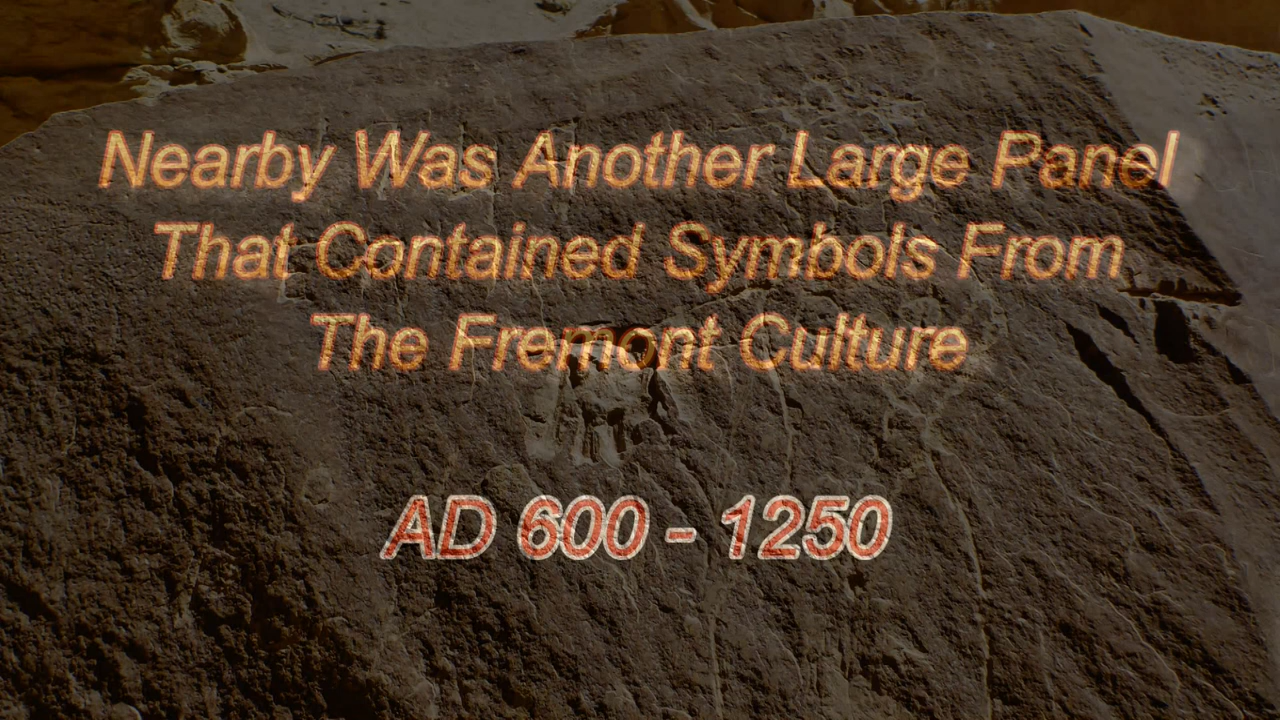 Nearby Was Another Large Panel
That Contained Symbols From
The Fremont Culture
AD 600 - 1250